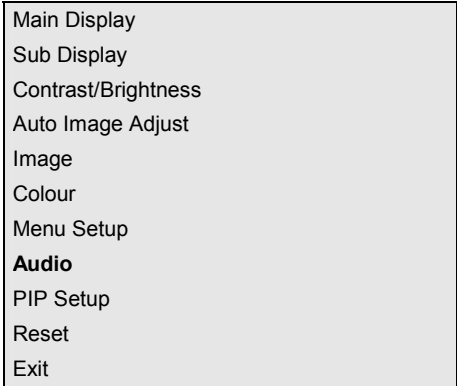 Main Display
Sub Display
Contrast/Brightness
Auto Image Adjust
Image
Colour
Menu Setup
Audio
PIP Setup
Reset
Exit